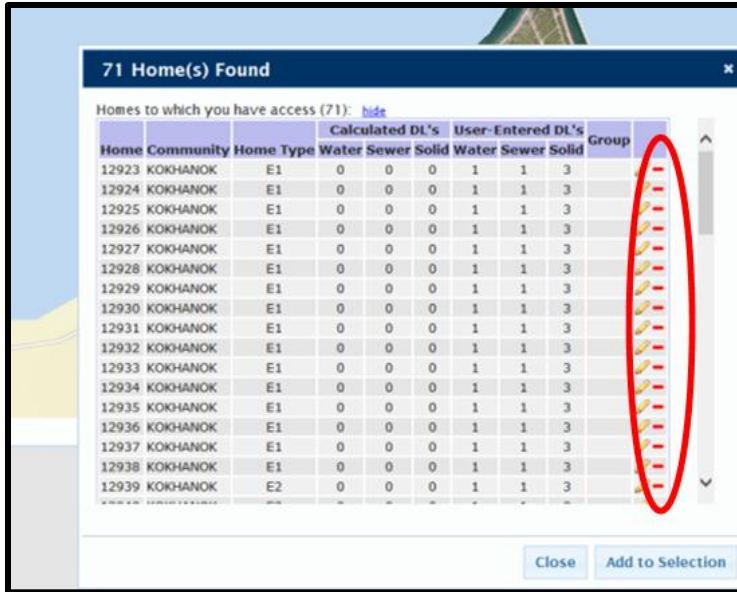 71 Home(s) Found ×
Homes to which you have access (71): hide
Calculated DL's User-Entered DL's
Home Community Home Type Water Sewer Solid Water Sewer Solid Group
12923 KOKHANOK E1 0 0 0 1 1 3
12924 KOKHANOK E1 0 0 0 1 1 3
12925 KOKHANOK E1 0 0 0 1 1 3
12926 KOKHANOK E1 0 0 0 1 1 3
12927 KOKHANOK E1 0 0 0 1 1 3
12928 KOKHANOK E1 0 0 0 1 1 3
12929 KOKHANOK E1 0 0 0 1 1 3
12930 KOKHANOK E1 0 0 0 1 1 3
12931 KOKHANOK E1 0 0 0 1 1 3
12932 KOKHANOK E1 0 0 0 1 1 3
12933 KOKHANOK E1 0 0 0 1 1 3
12934 KOKHANOK E1 0 0 0 1 1 3
12935 KOKHANOK E1 0 0 0 1 1 3
12936 KOKHANOK E1 0 0 0 1 1 3
12937 KOKHANOK E1 0 0 0 1 1 3
12938 KOKHANOK E1 0 0 0 1 1 3
12939 KOKHANOK E2 0 0 0 1 1 3
Close Add to Selection